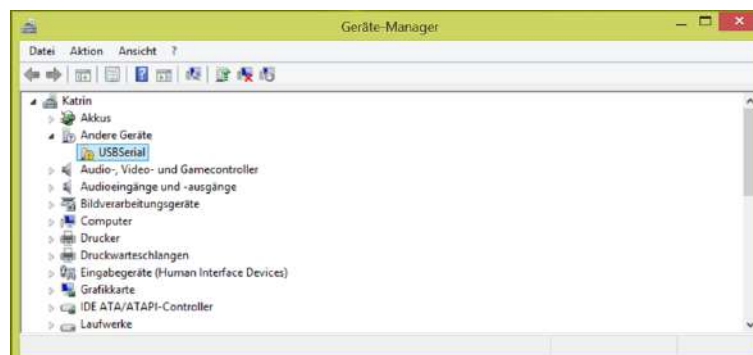 Geräte-Manager
Datei Aktion Ansicht ?
Katrin
Akkus
Andere Geräte
USBSerial
Audio-, Video- und Gamecontroller
Audioeingänge und -ausgänge
Bildverarbeitungsgeräte
Computer
Drucker
Druckwarteschlangen
Eingabegeräte (Human Interface Devices)
Grafikkarte
IDE ATA/ATAPI-Controller
Laufwerke